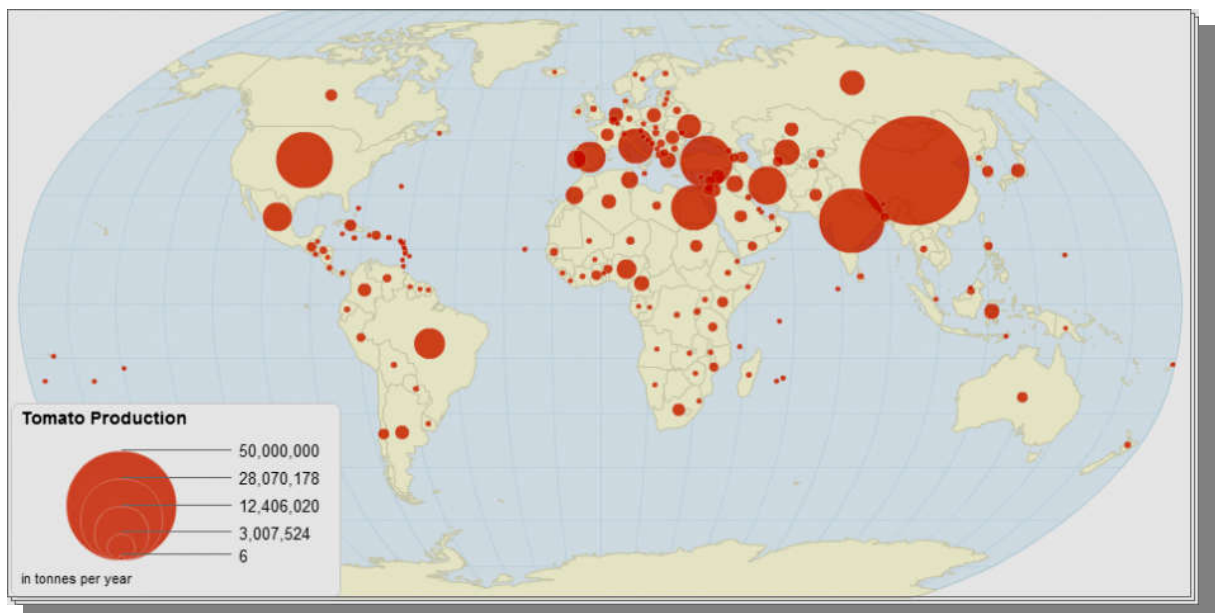 Tomato Production
50,000,000
28,070,178
12,406,020
3,007,524
6
in tonnes per year